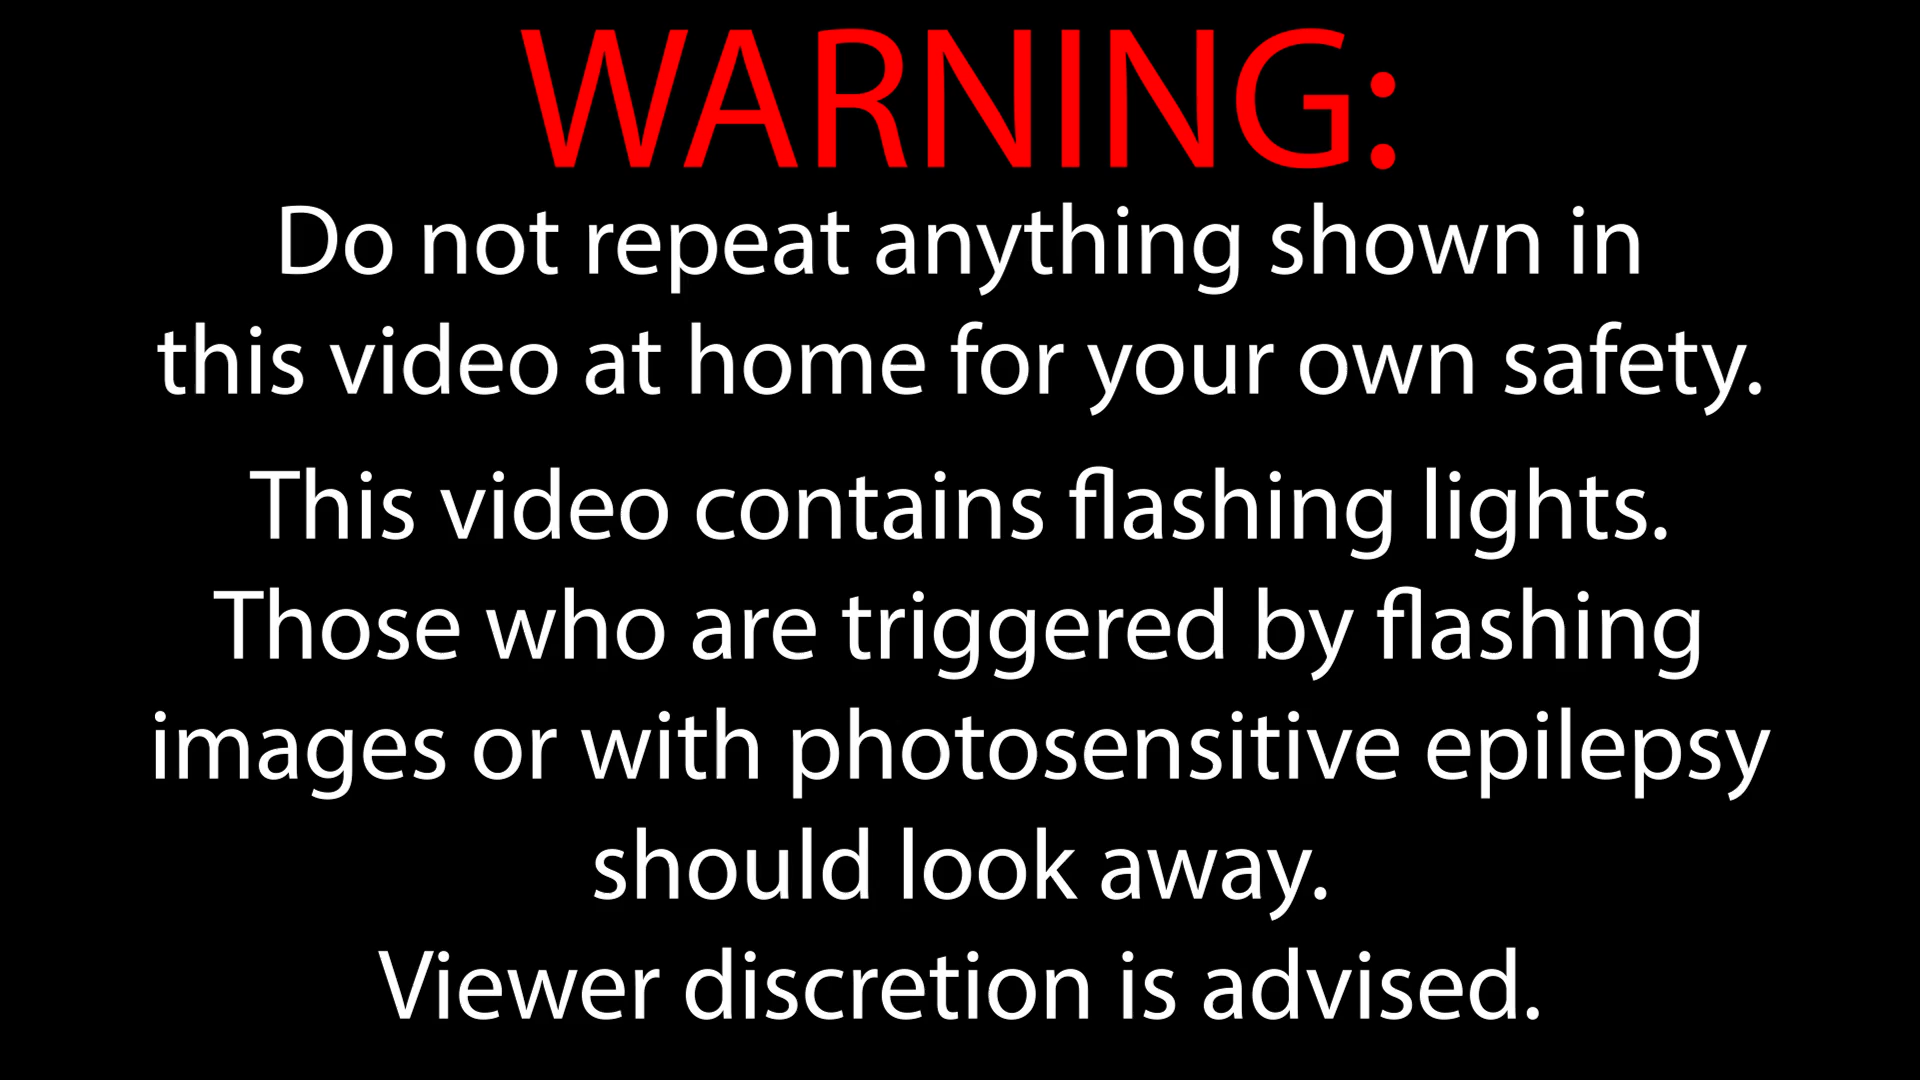 WARNING:
Do not repeat anything shown in
this video at home for your own safety.
This video contains flashing lights.
Those who are triggered by flashing
images or with photosensitive epilepsy
should look away.
Viewer discretion is advised.